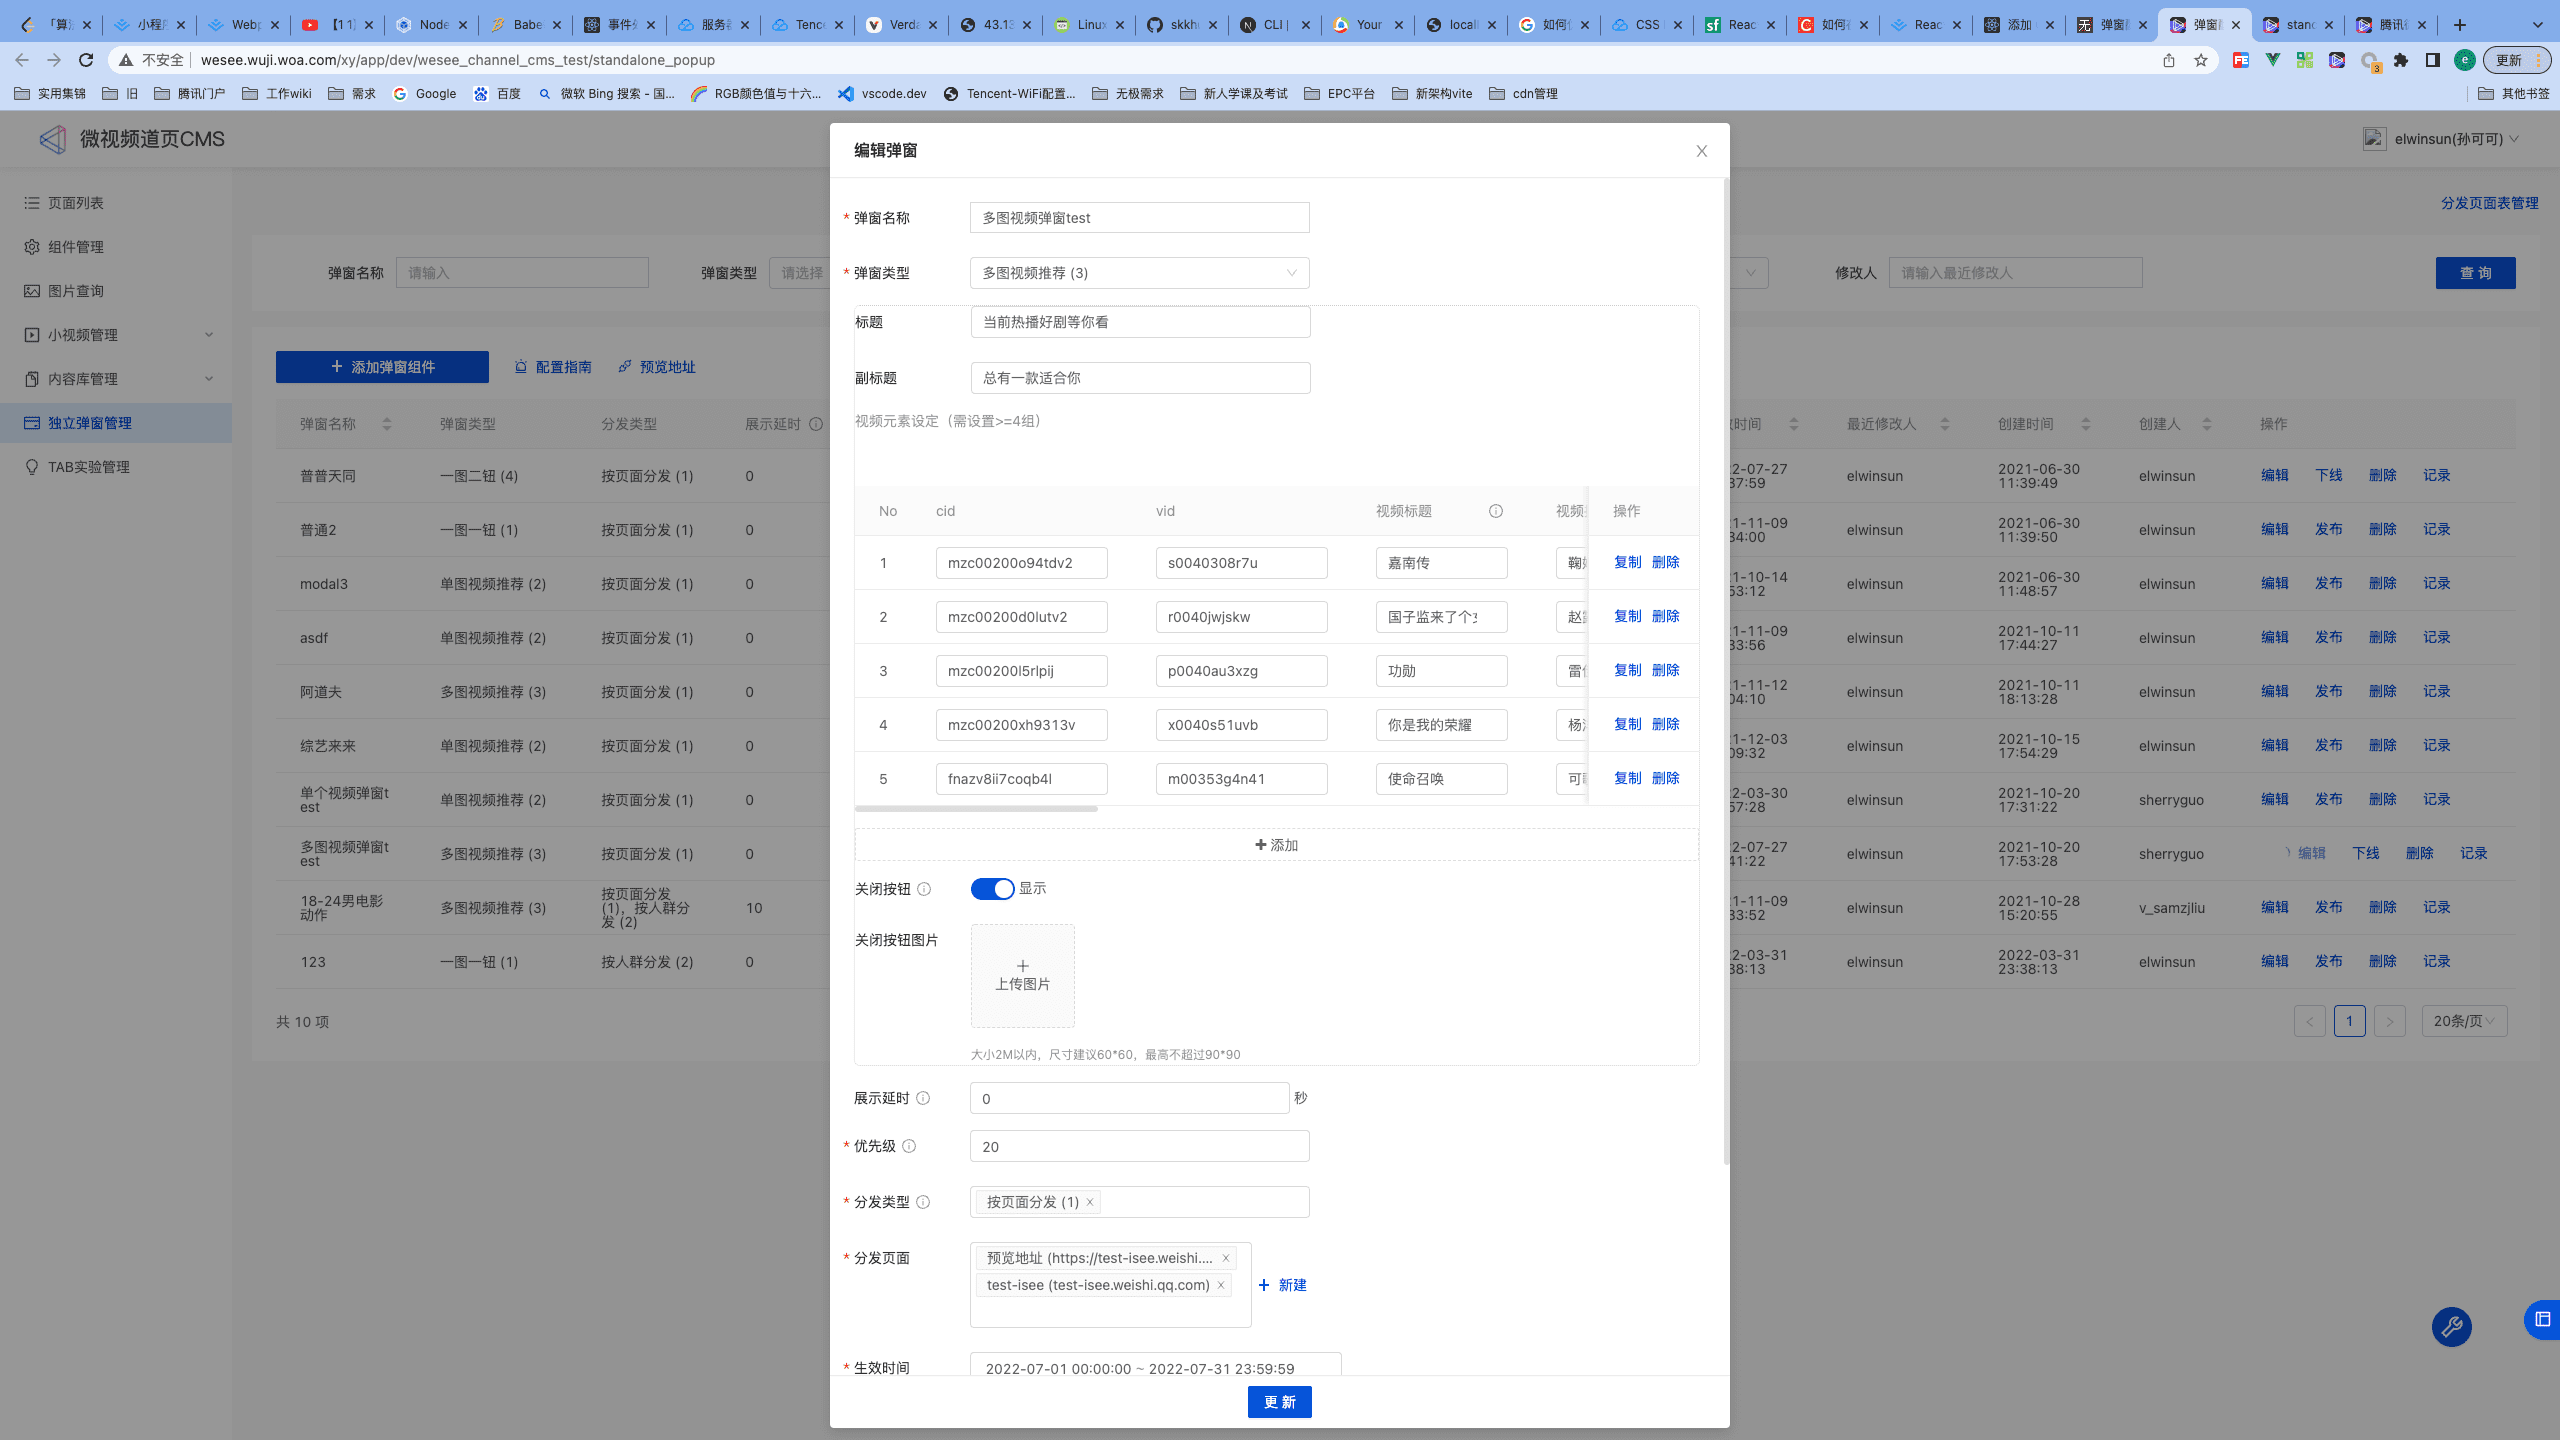 「算法
小程序
Webp
【1 1】
Node
Babe
事件分
服务器
Tence
Verda
43.13
Linux
skkhu
CLI |
Your
locall
如何使
CSS
Reac
如何在
Reac
添加
弹窗配
弹窗配
stanc
腾讯微
不安全
wesee.wuji.woa.com/xy/app/dev/wesee_channel_cms_test/standalone_popup
更新
实用集锦
旧
腾讯门户
工作wiki
需求
Google
百度
微软 Bing 搜索 - 国...
RGB颜色值与十六...
vscode.dev
Tencent-WiFi配置...
无极需求
新人学课及考试
EPC平台
新架构vite
cdn管理
其他书签
微视频道页CMS
elwinsun(孙可可)
页面列表
组件管理
图片查询
小视频管理
内容库管理
独立弹窗管理
TAB实验管理
分发页面表管理
弹窗名称 请输入
弹窗类型 请选择
修改人 请输入最近修改人
查 询
添加弹窗组件
配置指南
预览地址
弹窗名称 弹窗类型 分发类型 展示延时
普普天同 一图二钮 (4) 按页面分发 (1) 0
普通2 一图一钮 (1) 按页面分发 (1) 0
modal3 单图视频推荐 (2) 按页面分发 (1) 0
asdf 单图视频推荐 (2) 按页面分发 (1) 0
阿道夫 多图视频推荐 (3) 按页面分发 (1) 0
综艺来来 单图视频推荐 (2) 按页面分发 (1) 0
单个视频弹窗t
est
单图视频推荐 (2) 按页面分发 (1) 0
多图视频弹窗t
est
多图视频推荐 (3) 按页面分发 (1) 0
18-24男电影
动作
多图视频推荐 (3)
按页面分发
(1)，按人群分
发 (2)
10
123 一图一钮 (1) 按人群分发 (2) 0
共 10 项
编辑弹窗
* 弹窗名称 多图视频弹窗test
* 弹窗类型 多图视频推荐 (3)
标题 当前热播好剧等你看
副标题 总有一款适合你
视频元素设定（需设置>=4组）
No cid vid 视频标题 视频 操作
1 mzc00200o94tdv2 s0040308r7u 嘉南传 鞠 复制 删除
2 mzc00200d0lutv2 r0040jwjskw 国子监来了个 赵 复制 删除
3 mzc00200l5rlpij p0040au3xzg 功勋 雷 复制 删除
4 mzc00200xh9313v x0040s51uvb 你是我的荣耀 杨 复制 删除
5 fnazv8ii7coqb4l m00353g4n41 使命召唤 可 复制 删除
添加
关闭按钮 显示
关闭按钮图片
上传图片
大小2M以内，尺寸建议60*60，最高不超过90*90
展示延时 0 秒
* 优先级 20
* 分发类型 按页面分发 (1)
* 分发页面 预览地址 (https://test-isee.weishi....
test-isee (test-isee.weishi.qq.com)
新建
* 生效时间 2022-07-01 00:00:00 ~ 2022-07-31 23:59:59
更 新
时间 最近修改人 创建时间 创建人 操作
2-07-27
37:59
elwinsun
2021-06-30
11:39:49
elwinsun 编辑 下线 删除 记录
1-11-09
34:00
elwinsun
2021-06-30
11:39:50
elwinsun 编辑 发布 删除 记录
1-10-14
53:12
elwinsun
2021-06-30
11:48:57
elwinsun 编辑 发布 删除 记录
1-11-09
33:56
elwinsun
2021-10-11
17:44:27
elwinsun 编辑 发布 删除 记录
1-11-12
04:10
elwinsun
2021-10-11
18:13:28
elwinsun 编辑 发布 删除 记录
1-12-03
09:32
elwinsun
2021-10-15
17:54:29
elwinsun 编辑 发布 删除 记录
2-03-30
57:28
elwinsun
2021-10-20
17:31:22
sherryguo 编辑 发布 删除 记录
2-07-27
41:22
elwinsun
2021-10-20
17:53:28
sherryguo 编辑 下线 删除 记录
1-11-09
33:52
elwinsun
2021-10-28
15:20:55
v_samzjliu 编辑 发布 删除 记录
2-03-31
38:13
elwinsun
2022-03-31
23:38:13
elwinsun 编辑 发布 删除 记录
1
20条/页